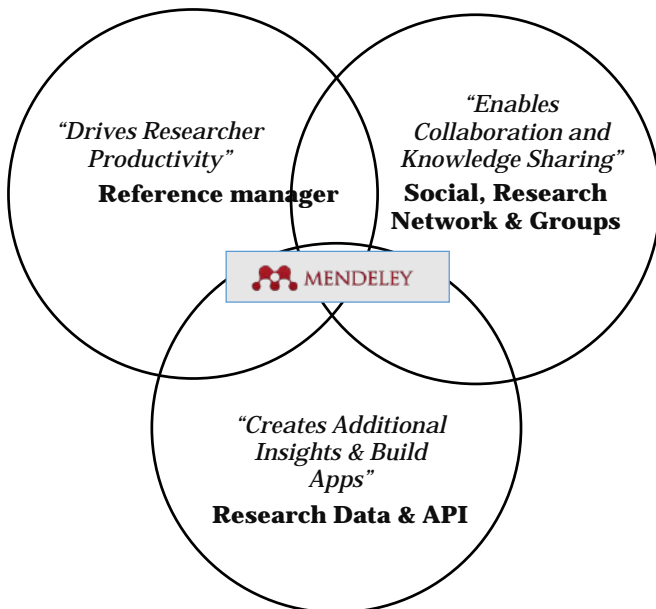 “Drives Researcher
Productivity”
Reference manager
“Enables
Collaboration and
Knowledge Sharing”
Social, Research
Network & Groups
MENDELEY
“Creates Additional
Insights & Build
Apps”
Research Data & API